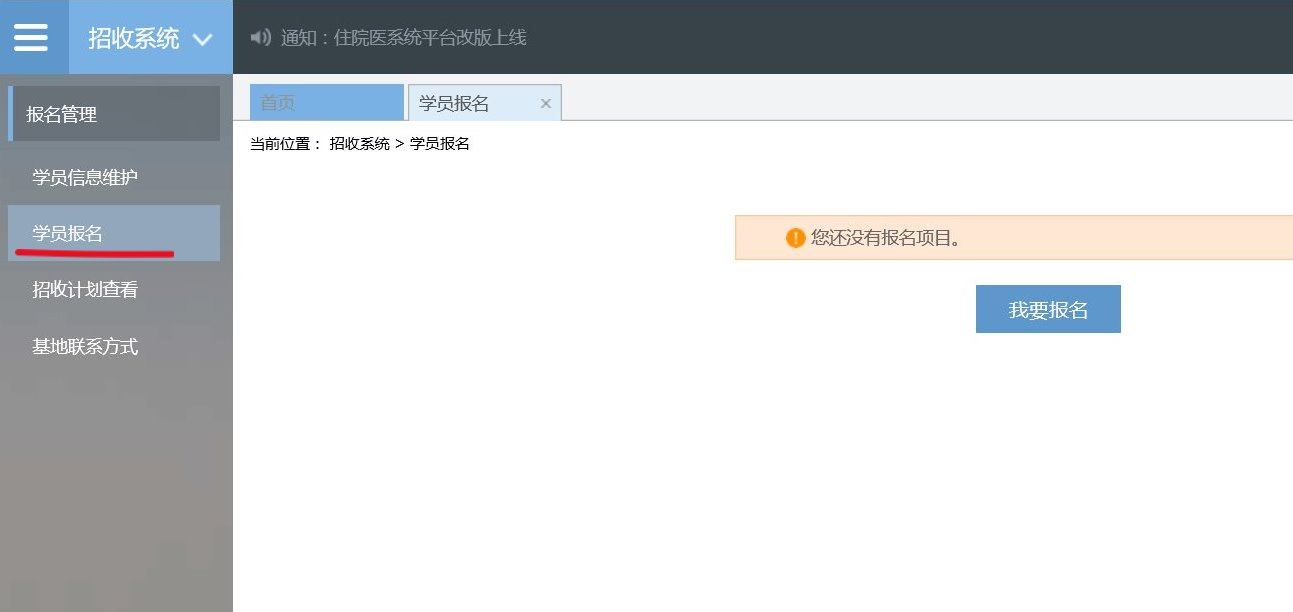 招收系统
通知：住院医系统平台改版上线
报名管理
学员信息维护
学员报名
招收计划查看
基地联系方式
首页
学员报名
当前位置： 招收系统 > 学员报名
您还没有报名项目。
我要报名